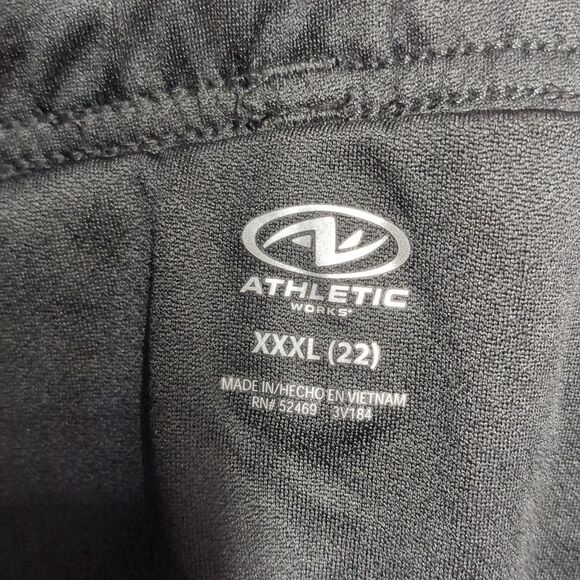 ATHLETIC
WORKS®
XXXL (22)
MADE IN/HECHO EN VIETNAM
RN# 52469 3V184